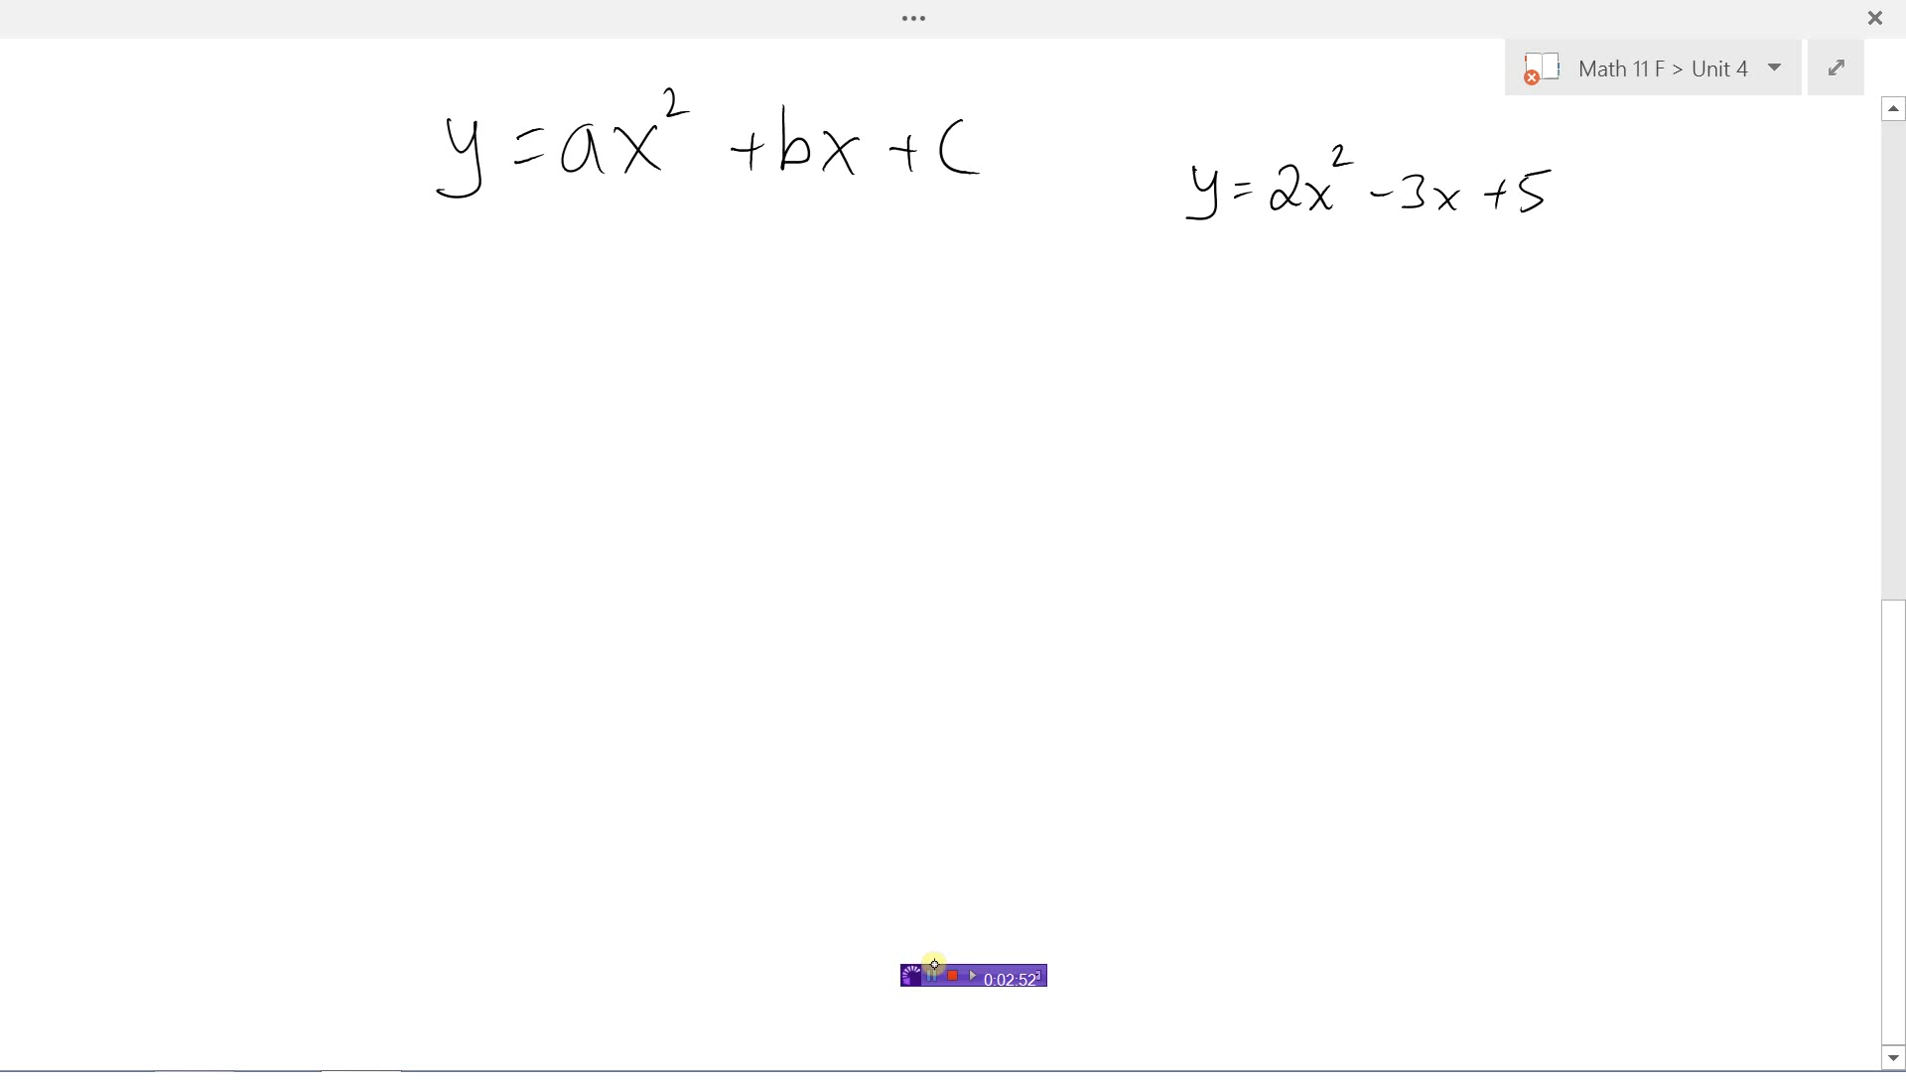 Math 11 F > Unit 4
y = ax² + bx + c
y = 2x² - 3x + 5
0:02:52